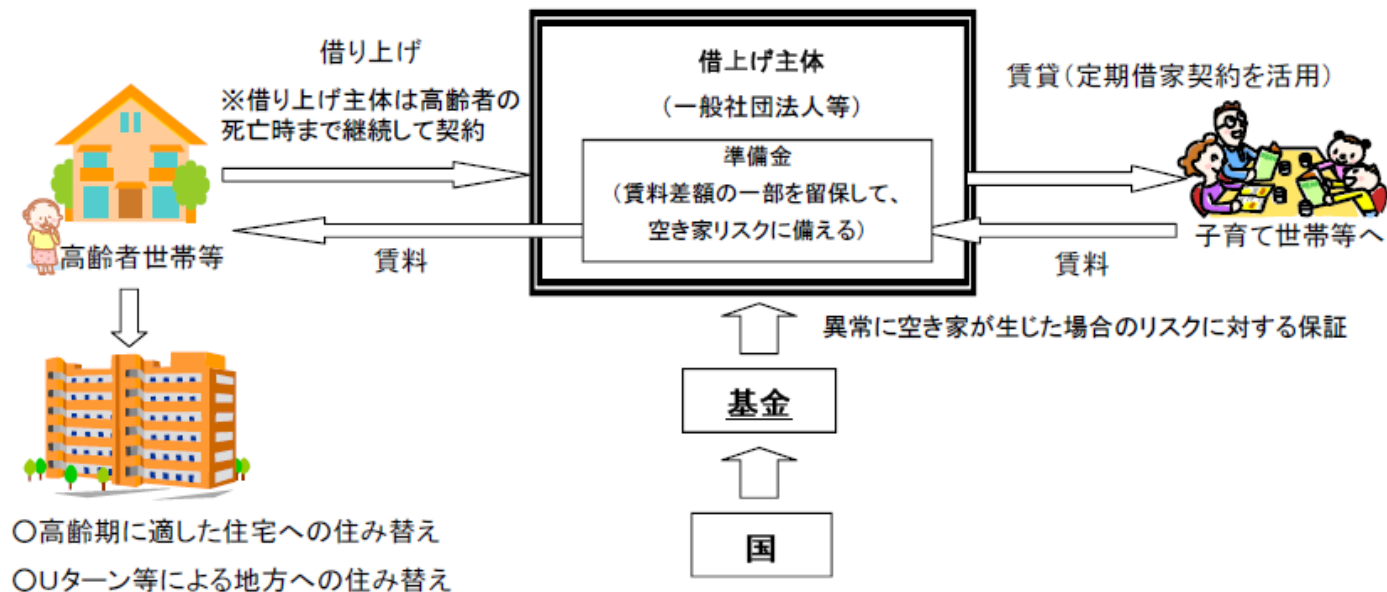 借り上げ
※借り上げ主体は高齢者の
死亡時まで継続して契約
高齢者世帯等
賃料
借上げ主体
(一般社団法人等)
準備金
(賃料差額の一部を留保して、
空き家リスクに備える)
賃貸(定期借家契約を活用)
子育て世帯等へ
賃料
異常に空き家が生じた場合のリスクに対する保証
基金
国
○高齢期に適した住宅への住み替え
○Uターン等による地方への住み替え